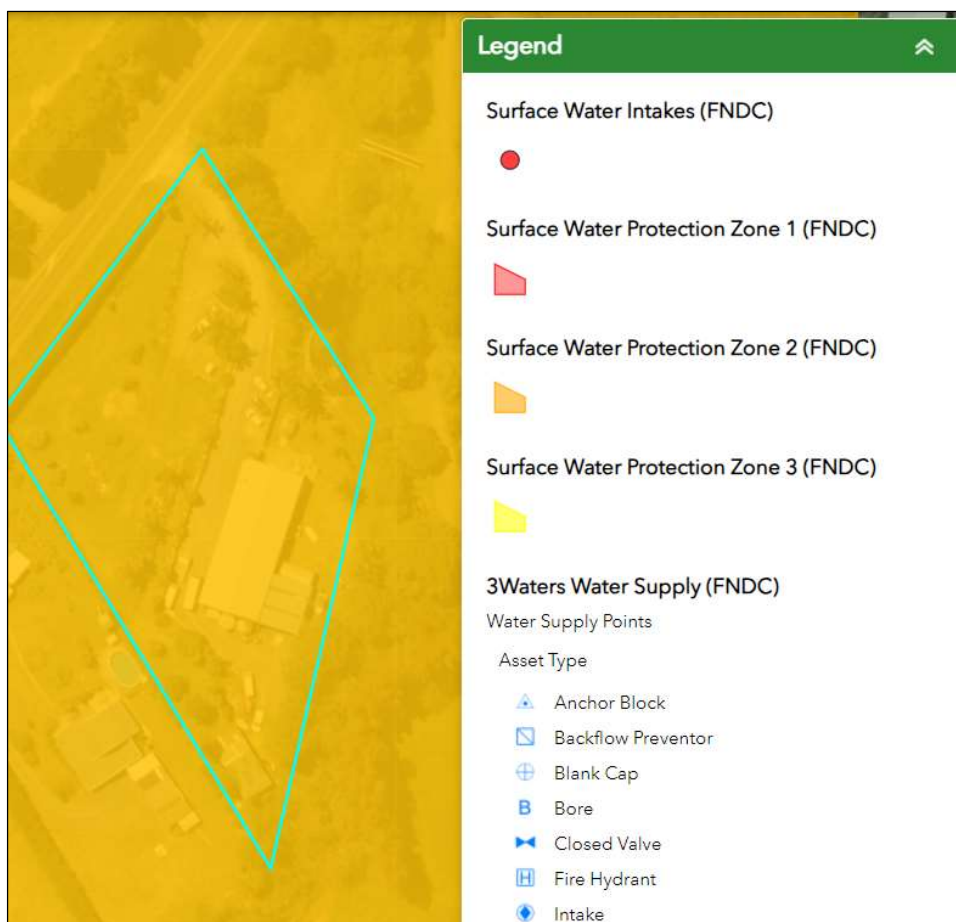 Legend
Surface Water Intakes (FNDC)
Surface Water Protection Zone 1 (FNDC)
Surface Water Protection Zone 2 (FNDC)
Surface Water Protection Zone 3 (FNDC)
3Waters Water Supply (FNDC)
Water Supply Points
Asset Type
Anchor Block
Backflow Preventor
Blank Cap
B Bore
Closed Valve
H Fire Hydrant
Intake